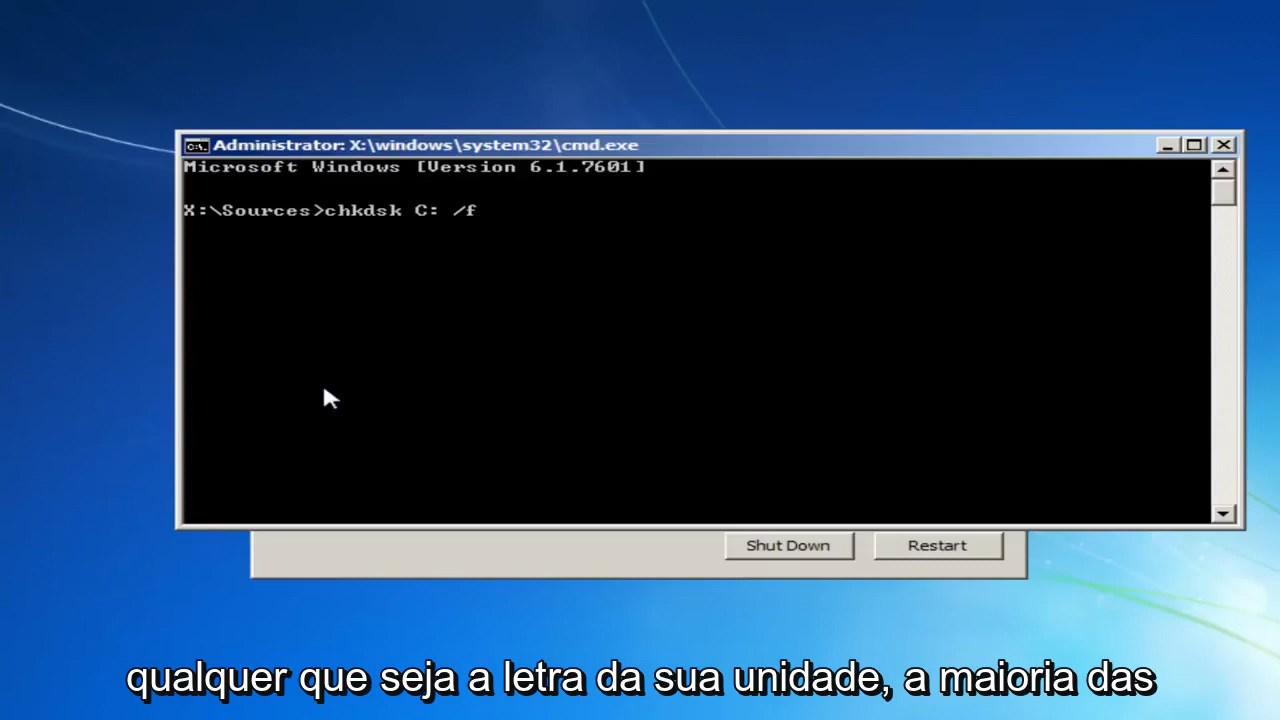 Administrator: X:\windows\system32\cmd.exe
Microsoft Windows [Version 6.1.7601]
X:\Sources>chkdsk C: /f
Shut Down Restart
qualquer que seja a letra da sua unidade, a maioria das